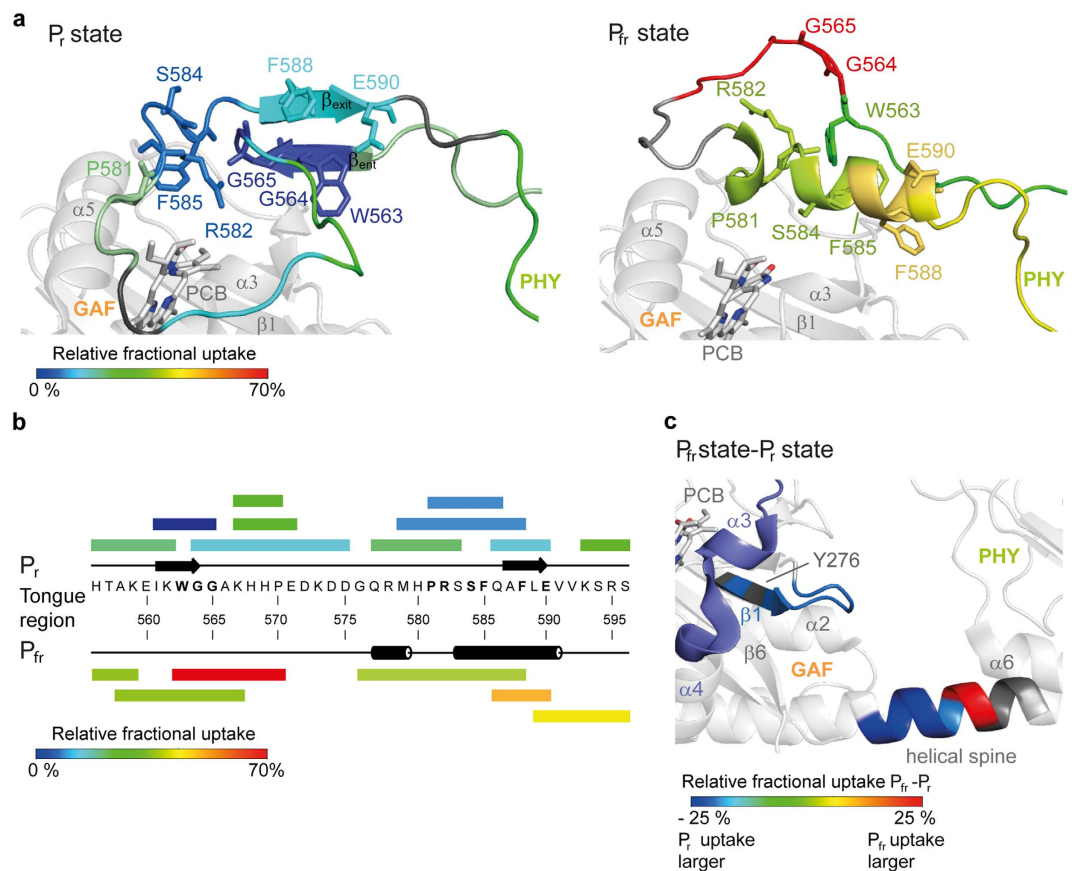 a
Pr state
S584
F588
E590
βexit
βent
P581
G565
G564
W563
F585
R582
α5
PCB
α3
GAF
β1
PHY
Relative fractional uptake
0 % 70%
Pfr state
G565
G564
R582
W563
E590
P581
S584
F585
F588
α5
α3
GAF
β1
PCB
PHY
b
Pr
HTAKEIKWGGAKHHPEDKDDGQRMHPRSSFQAFLEVVKSRS
Tongue region
560 565 570 575 580 585 590 595
Pfr
Relative fractional uptake
0 % 70%
c
Pfr state-Pr state
PCB
α3
Y276
PHY
β1
α2
β6
GAF
α6
α4
helical spine
Relative fractional uptake Pfr -Pr
- 25 % 25 %
Pr uptake larger
Pfr uptake larger